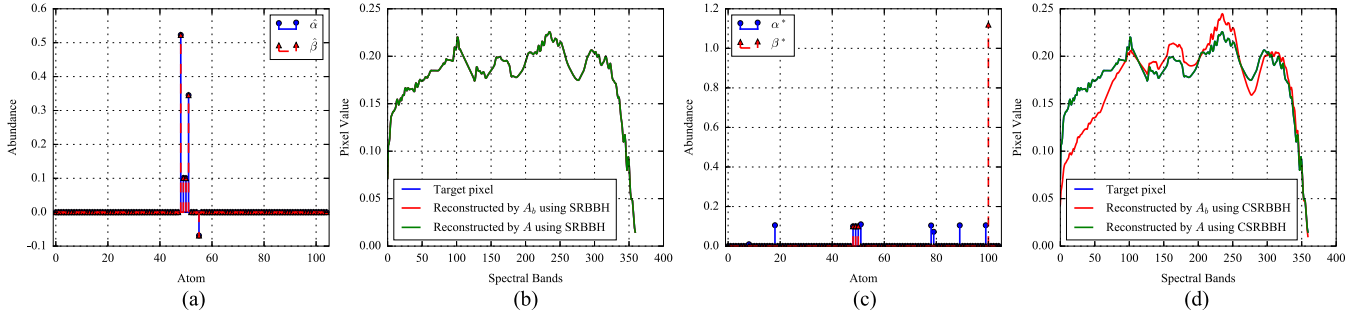 0.6
0.5
0.4
0.3
0.2
0.1
0.0
−0.1
Abundance
0 20 40 60 80 100
Atom
α̂
β̂
(a)
0.25
0.20
0.15
0.10
0.05
0.00
Pixel Value
0 50 100 150 200 250 300 350 400
Spectral Bands
Target pixel
Reconstructed by A_b using SRBBH
Reconstructed by A using SRBBH
(b)
1.2
1.0
0.8
0.6
0.4
0.2
0.0
Abundance
0 20 40 60 80 100
Atom
α*
β*
(c)
0.25
0.20
0.15
0.10
0.05
0.00
Pixel Value
0 50 100 150 200 250 300 350 400
Spectral Bands
Target pixel
Reconstructed by A_b using CSRBBH
Reconstructed by A using CSRBBH
(d)